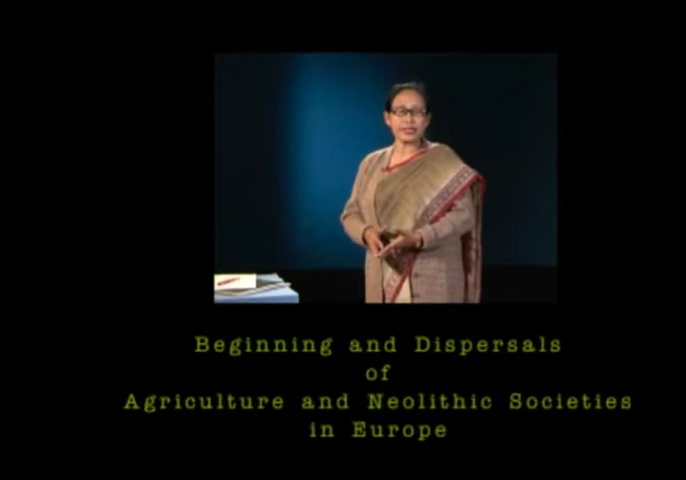 Beginning and Dispersals
of
Agriculture and Neolithic Societies
in Europe